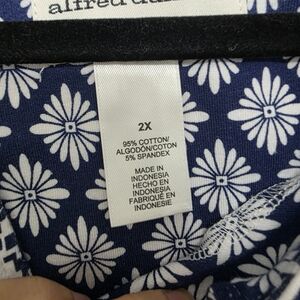 alfred
2X
95% COTTON/
ALGODÓN/COTON
5% SPANDEX
MADE IN
INDONESIA
HECHO EN
INDONESIA
FABRIQUÉ EN
INDONÉSIE